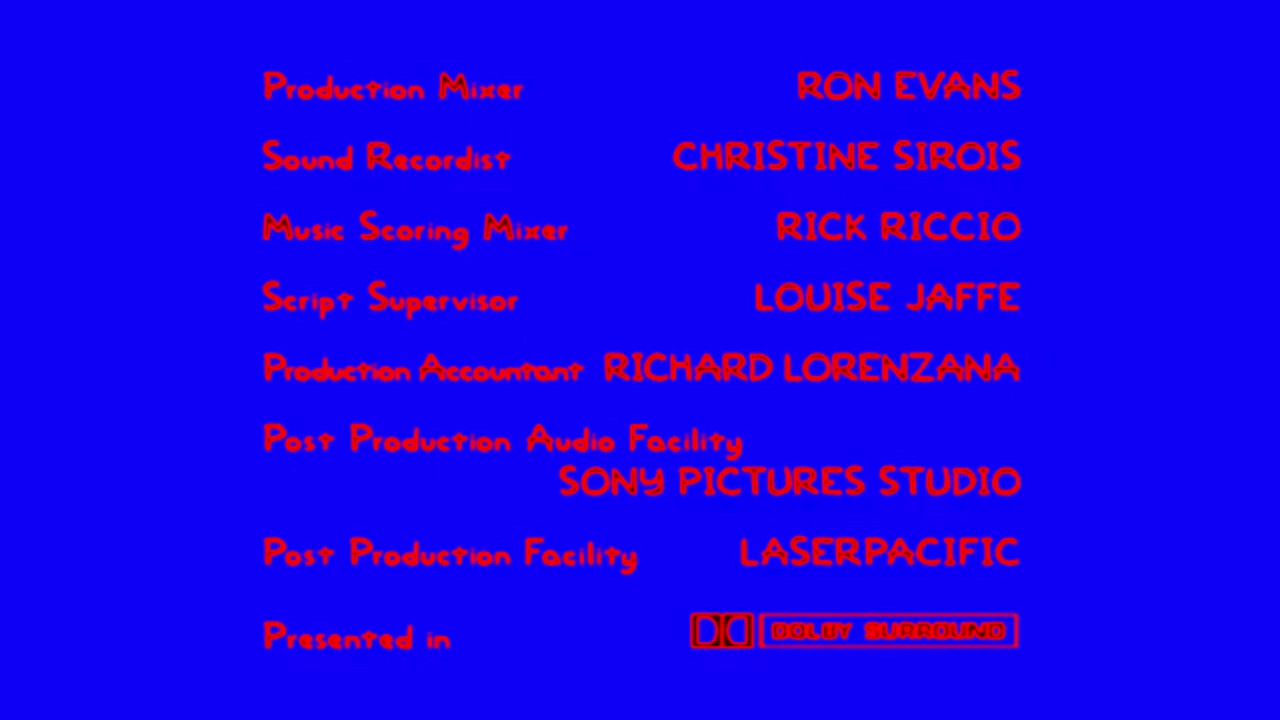 Production Mixer RON EVANS
Sound Recordist CHRISTINE SIROIS
Music Scoring Mixer RICK RICCIO
Script Supervisor LOUISE JAFFE
Production Accountant RICHARD LORENZANA
Post Production Audio Facility
SONY PICTURES STUDIO
Post Production Facility LASERPACIFIC
Presented in DOLBY SURROUND